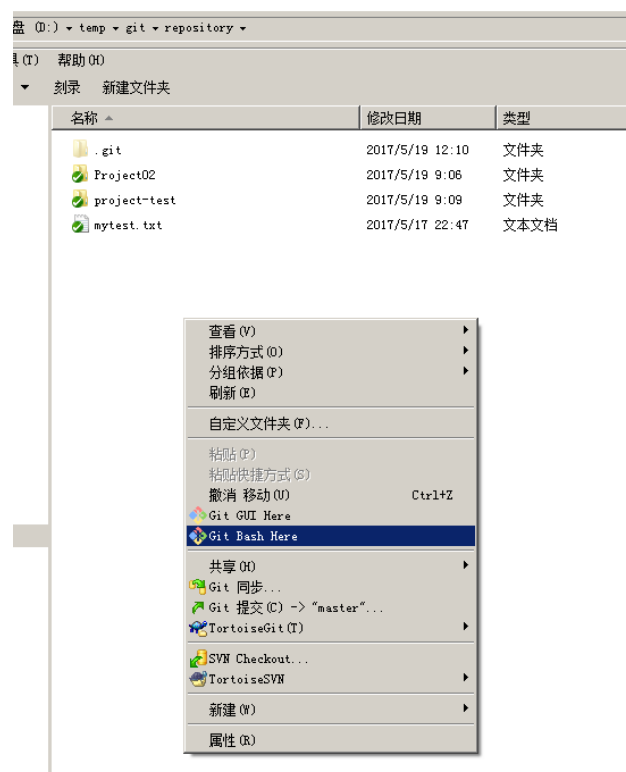 盘 (D:) ▾ temp ▾ git ▾ repository ▾
具(T) 帮助(H)
刻录 新建文件夹
名称 修改日期 类型
.git 2017/5/19 12:10 文件夹
Project02 2017/5/19 9:06 文件夹
project-test 2017/5/19 9:09 文件夹
mytest.txt 2017/5/17 22:47 文本文档
查看(V)
排序方式(O)
分组依据(P)
刷新(E)
自定义文件夹(F)...
粘贴(P)
粘贴快捷方式(S)
撤消 移动(U) Ctrl+Z
Git GUI Here
Git Bash Here
共享(H)
Git 同步...
Git 提交(C) -> "master"...
TortoiseGit(T)
SVN Checkout...
TortoiseSVN
新建(W)
属性(R)